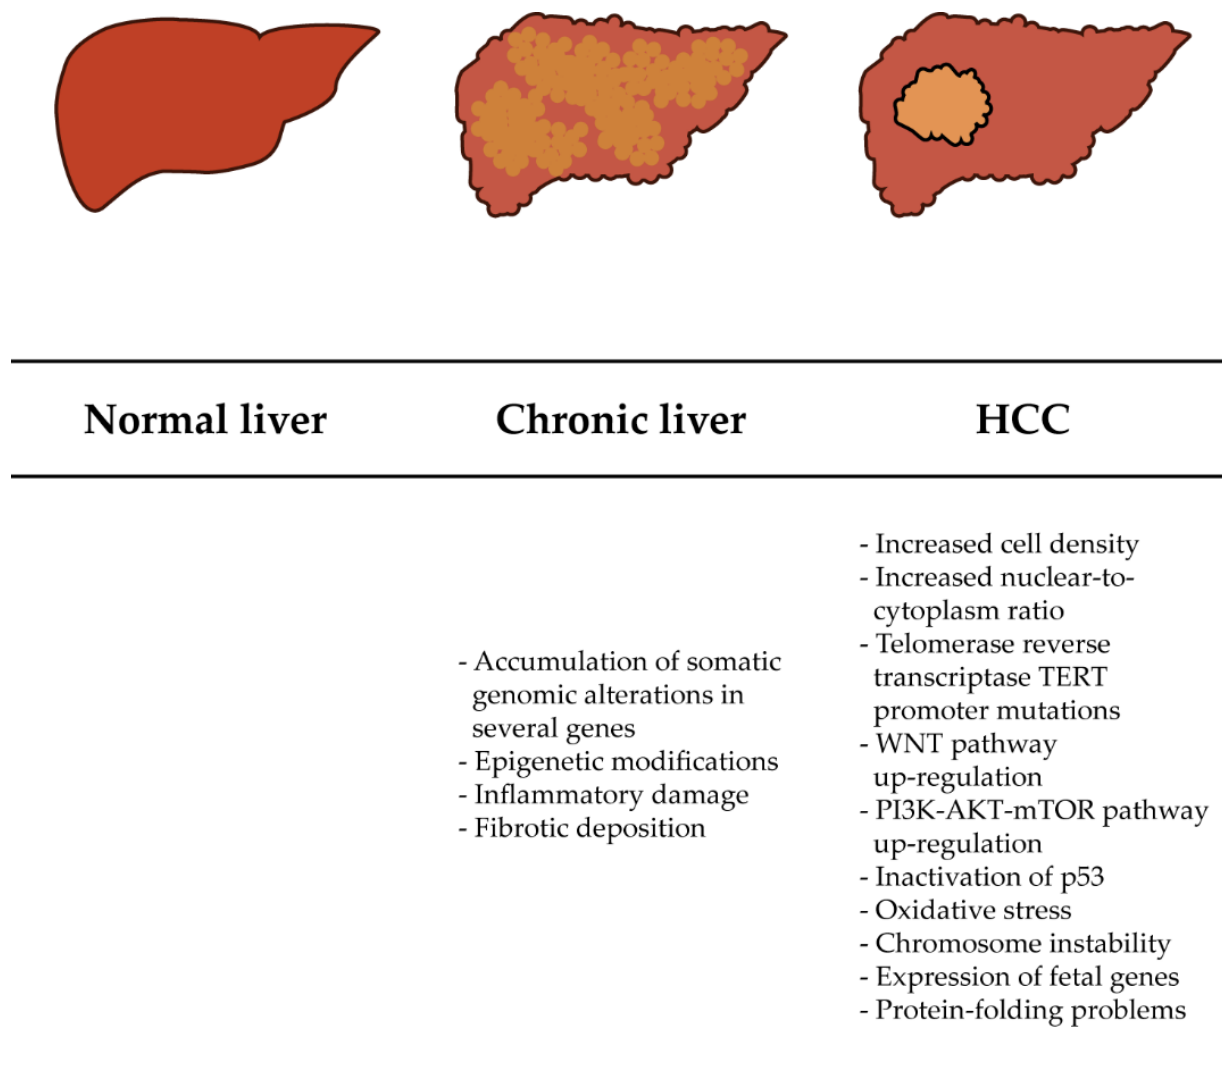 Normal liver
Chronic liver
HCC
- Accumulation of somatic
genomic alterations in
several genes
- Epigenetic modifications
- Inflammatory damage
- Fibrotic deposition
- Increased cell density
- Increased nuclear-to-
cytoplasm ratio
- Telomerase reverse
transcriptase TERT
promoter mutations
- WNT pathway
up-regulation
- PI3K-AKT-mTOR pathway
up-regulation
- Inactivation of p53
- Oxidative stress
- Chromosome instability
- Expression of fetal genes
- Protein-folding problems